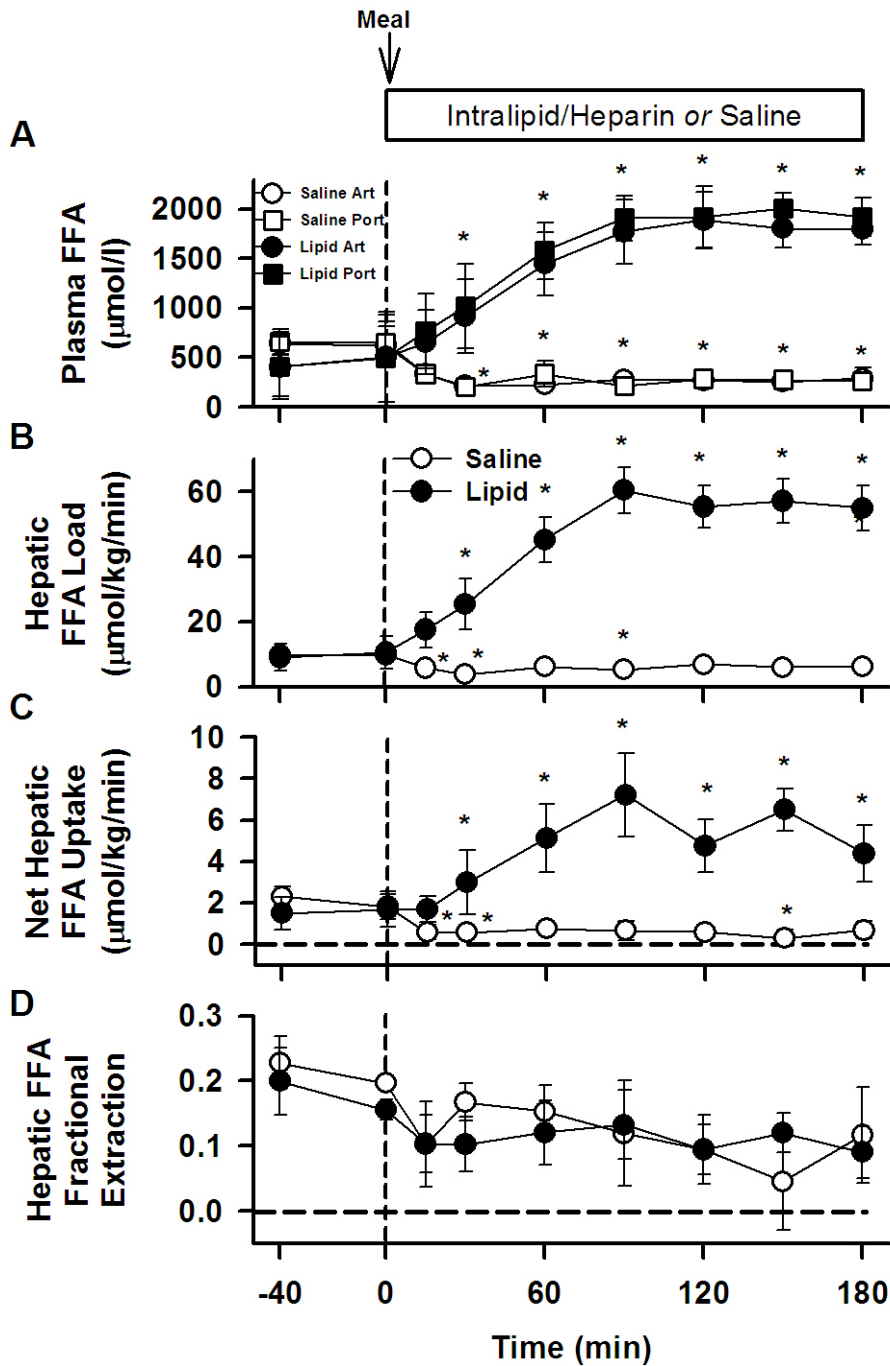 Meal
Intralipid/Heparin or Saline
A
Plasma FFA
(µmol/l)
2000
1500
1000
500
0
Saline Art
Saline Port
Lipid Art
Lipid Port
* * * * * *
* * * * * *
B
Hepatic
FFA Load
(µmol/kg/min)
60
40
20
0
Saline
Lipid
* * * * * *
* * *
C
Net Hepatic
FFA Uptake
(µmol/kg/min)
10
8
6
4
2
0
* * * * * *
* * *
D
Hepatic FFA
Fractional
Extraction
0.3
0.2
0.1
0.0
-40 0 60 120 180
Time (min)